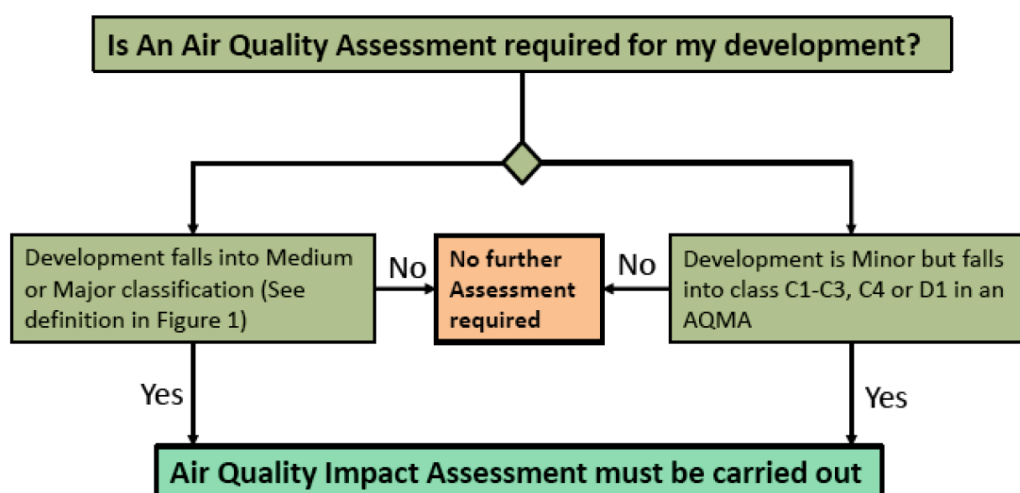 Is An Air Quality Assessment required for my development?
Development falls into Medium
or Major classification (See
definition in Figure 1)
No
No further
Assessment
required
No
Development is Minor but falls
into class C1-C3, C4 or D1 in an
AQMA
Yes
Yes
Air Quality Impact Assessment must be carried out